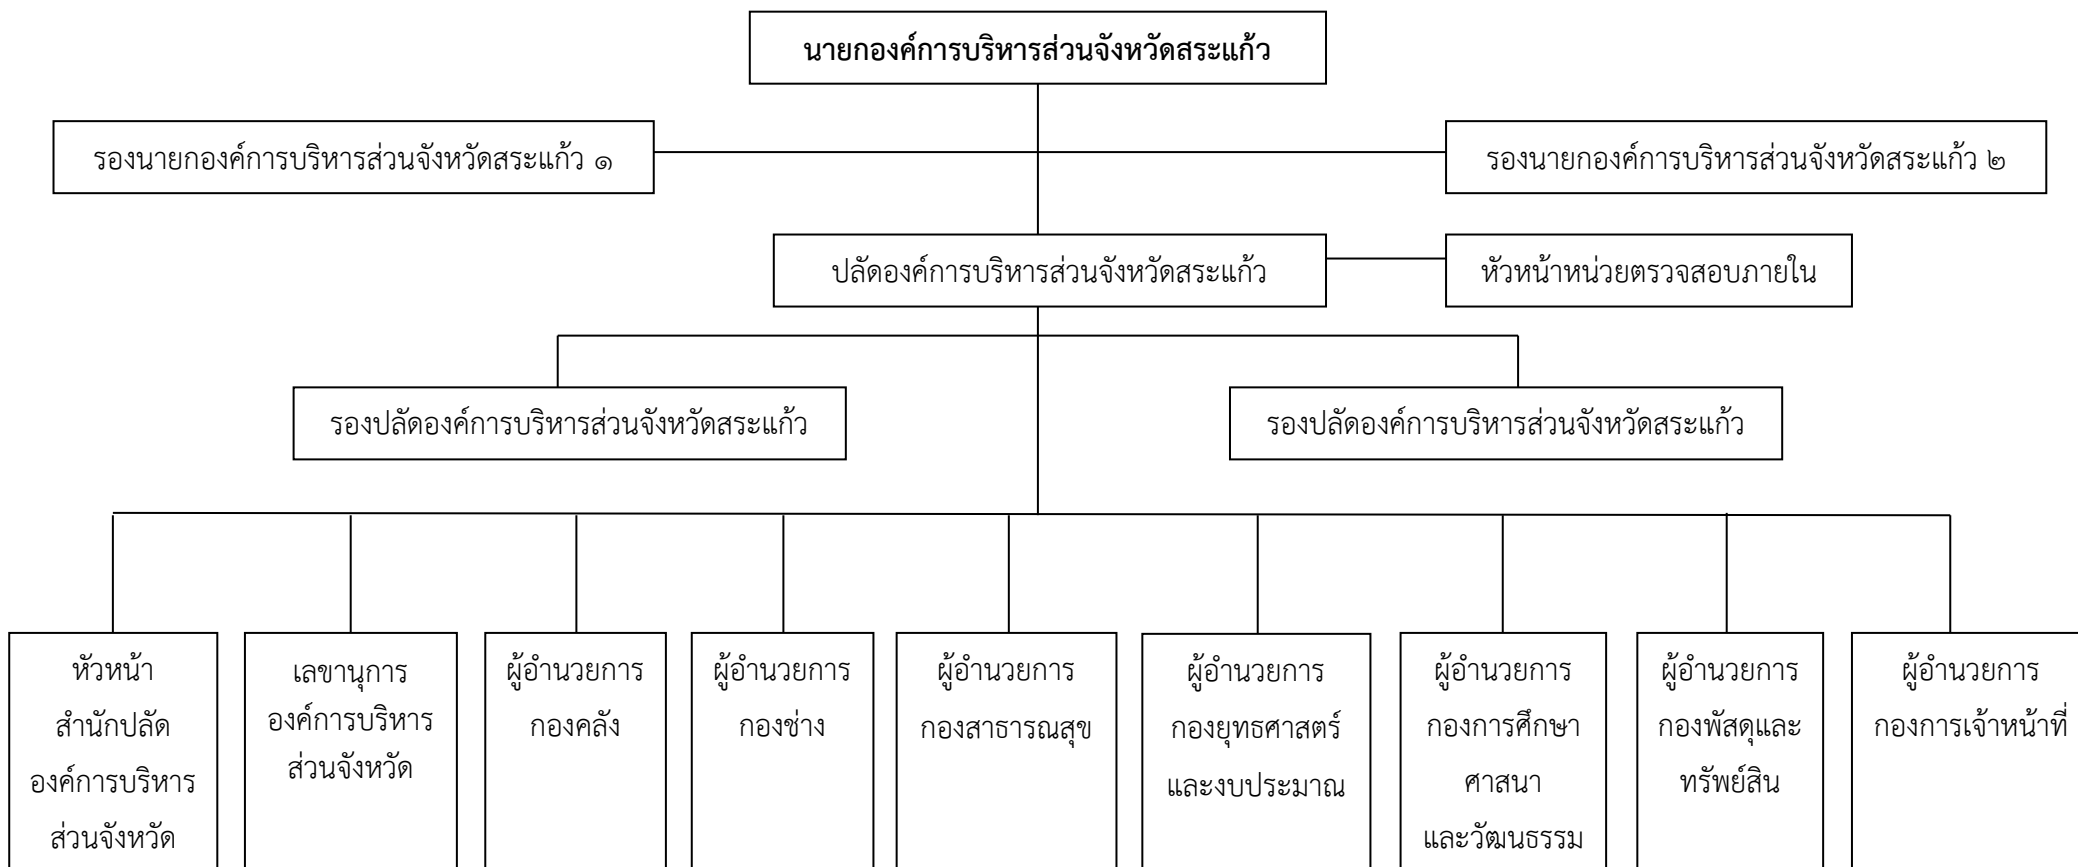 นายกองค์การบริหารส่วนจังหวัดสระแก้ว
รองนายกองค์การบริหารส่วนจังหวัดสระแก้ว ๑
รองนายกองค์การบริหารส่วนจังหวัดสระแก้ว ๒
ปลัดองค์การบริหารส่วนจังหวัดสระแก้ว
หัวหน้าหน่วยตรวจสอบภายใน
รองปลัดองค์การบริหารส่วนจังหวัดสระแก้ว
รองปลัดองค์การบริหารส่วนจังหวัดสระแก้ว
หัวหน้า
สำนักปลัด
องค์การบริหาร
ส่วนจังหวัด
เลขานุการ
องค์การบริหาร
ส่วนจังหวัด
ผู้อำนวยการ
กองคลัง
ผู้อำนวยการ
กองช่าง
ผู้อำนวยการ
กองสาธารณสุข
ผู้อำนวยการ
กองยุทธศาสตร์
และงบประมาณ
ผู้อำนวยการ
กองการศึกษา
ศาสนา
และวัฒนธรรม
ผู้อำนวยการ
กองพัสดุและ
ทรัพย์สิน
ผู้อำนวยการ
กองการเจ้าหน้าที่